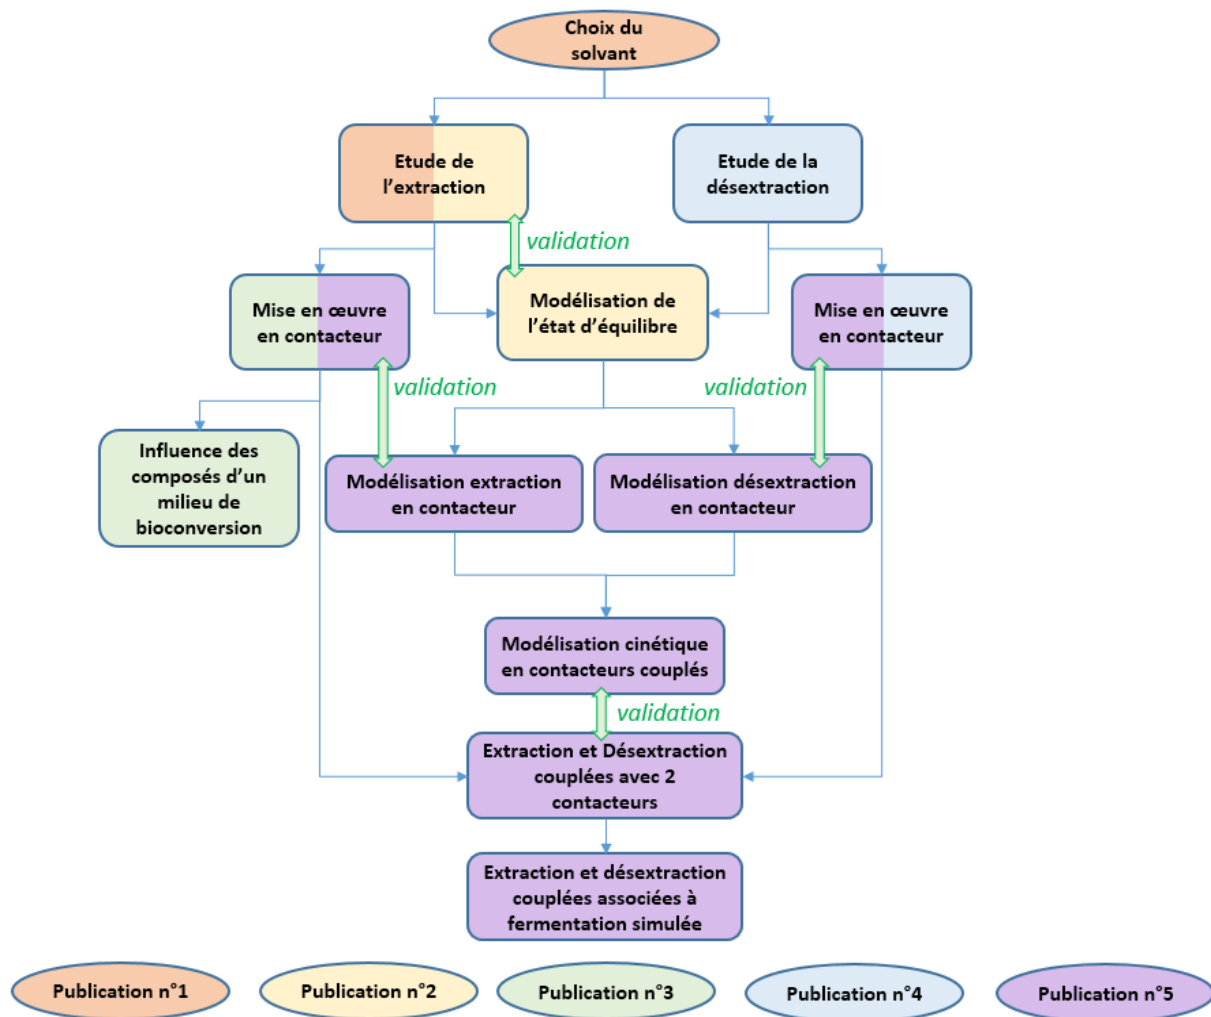 Choix du
solvant
Etude de
l’extraction
Etude de la
désextraction
validation
Mise en œuvre
en contacteur
Modélisation de
l’état d’équilibre
Mise en œuvre
en contacteur
validation
validation
Influence des
composés d’un
milieu de
bioconversion
Modélisation extraction
en contacteur
Modélisation désextraction
en contacteur
Modélisation cinétique
en contacteurs couplés
validation
Extraction et Désextraction
couplées avec 2
contacteurs
Extraction et désextraction
couplées associées à
fermentation simulée
Publication n°1
Publication n°2
Publication n°3
Publication n°4
Publication n°5